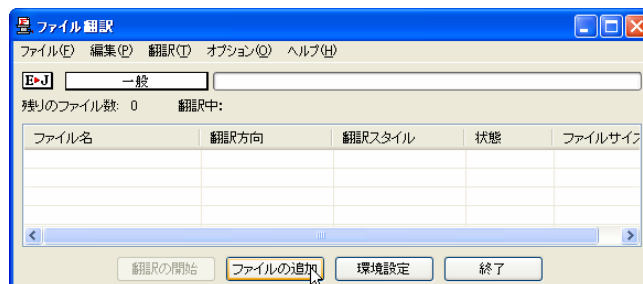 ファイル翻訳
ファイル(F) 編集(P) 翻訳(T) オプション(O) ヘルプ(H)
E▸J 一般
残りのファイル数: 0 翻訳中:
ファイル名 翻訳方向 翻訳スタイル 状態 ファイルサイズ
翻訳の開始 ファイルの追加 環境設定 終了